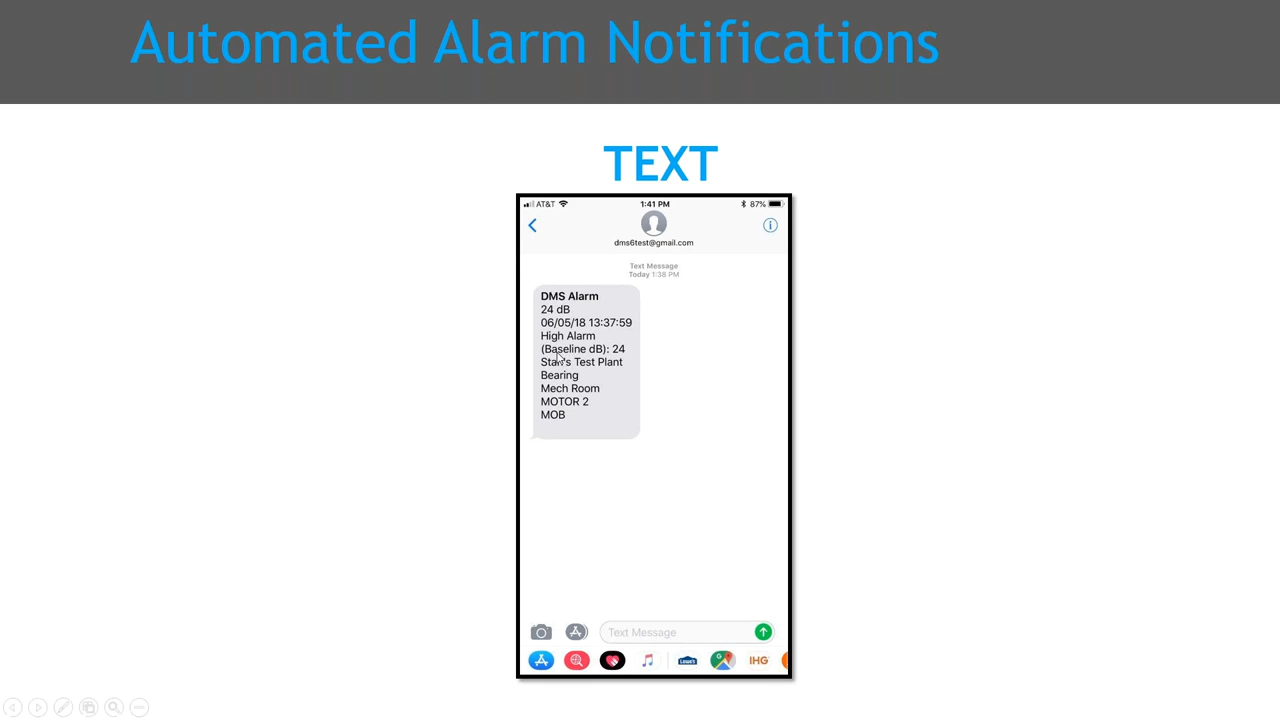 Automated Alarm Notifications
TEXT
AT&T 1:41 PM 87%
dms6test@gmail.com
Text Message
Today 1:38 PM
DMS Alarm
24 dB
06/05/18 13:37:59
High Alarm
(Baseline dB): 24
Stan's Test Plant
Bearing
Mech Room
MOTOR 2
MOB
Text Message
LOWE'S IHG